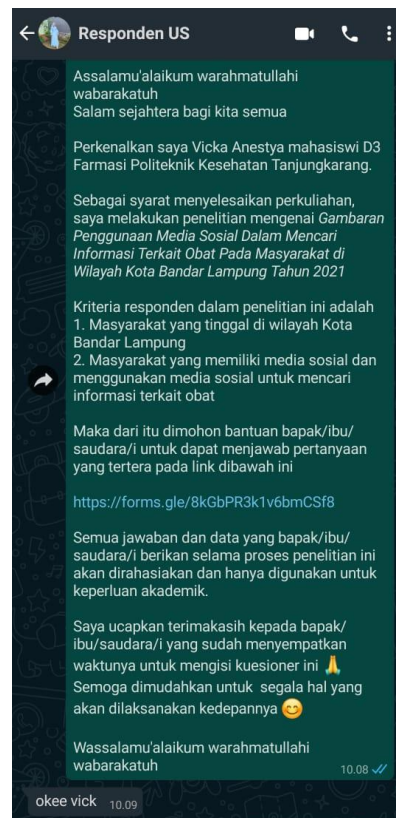 Responden US
Assalamu'alaikum warahmatullahi
wabarakatuh
Salam sejahtera bagi kita semua
Perkenalkan saya Vicka Anestya mahasiswi D3
Farmasi Politeknik Kesehatan Tanjungkarang.
Sebagai syarat menyelesaikan perkuliahan,
saya melakukan penelitian mengenai Gambaran
Penggunaan Media Sosial Dalam Mencari
Informasi Terkait Obat Pada Masyarakat di
Wilayah Kota Bandar Lampung Tahun 2021
Kriteria responden dalam penelitian ini adalah
1. Masyarakat yang tinggal di wilayah Kota
Bandar Lampung
2. Masyarakat yang memiliki media sosial dan
menggunakan media sosial untuk mencari
informasi terkait obat
Maka dari itu dimohon bantuan bapak/ibu/
saudara/i untuk dapat menjawab pertanyaan
yang tertera pada link dibawah ini
https://forms.gle/8kGbPR3k1v6bmCSf8
Semua jawaban dan data yang bapak/ibu/
saudara/i berikan selama proses penelitian ini
akan dirahasiakan dan hanya digunakan untuk
keperluan akademik.
Saya ucapkan terimakasih kepada bapak/
ibu/saudara/i yang sudah menyempatkan
waktunya untuk mengisi kuesioner ini 🙏
Semoga dimudahkan untuk segala hal yang
akan dilaksanakan kedepannya 😊
Wassalamu'alaikum warahmatullahi
wabarakatuh 10.08
okee vick 10.09